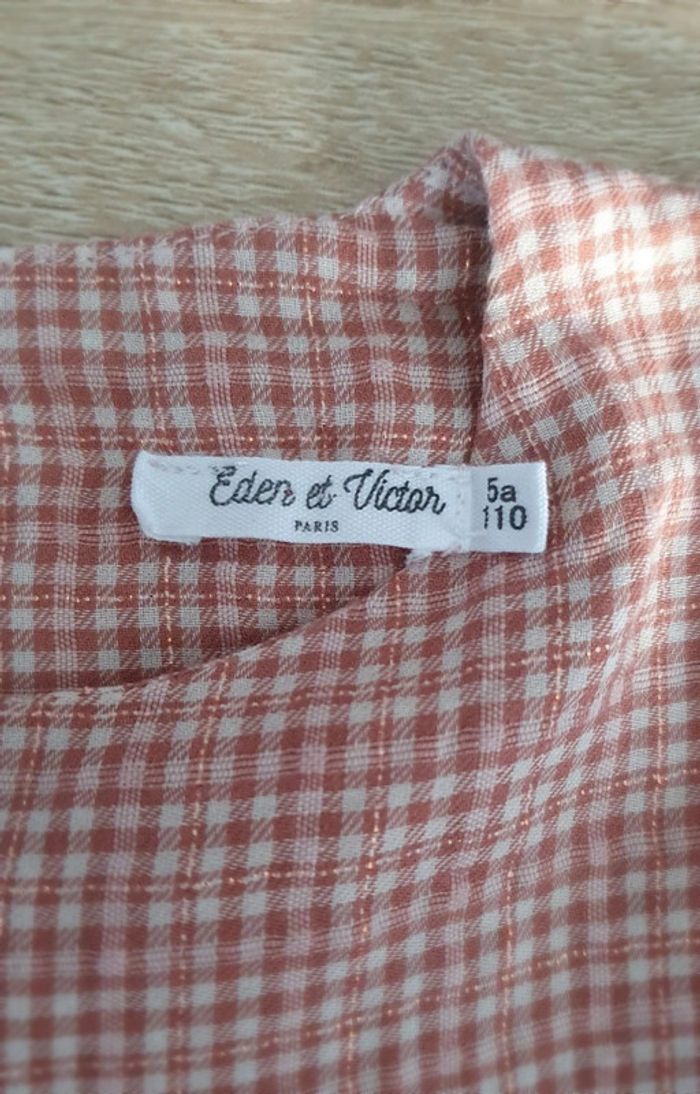 Eden et Victor
PARIS
5a
110